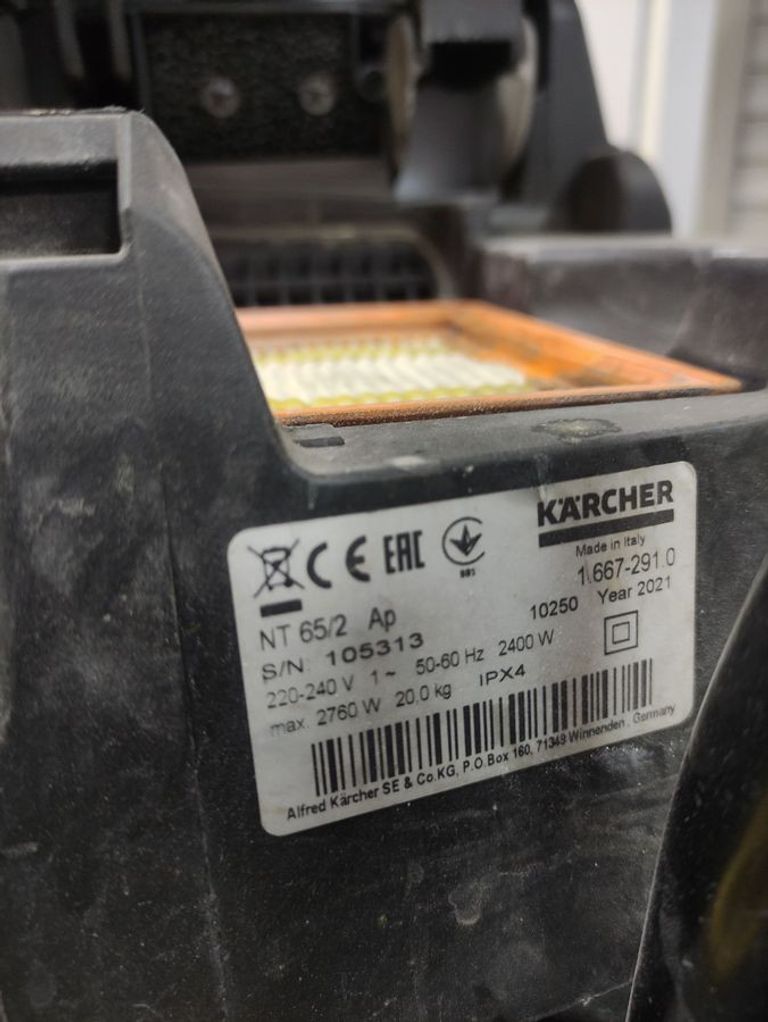 CE EAC
KÄRCHER
Made in Italy
1.667-291.0
10250 Year 2021
NT 65/2 Ap
S/N: 105313
220-240 V 1~ 50-60 Hz 2400 W
max. 2760 W 20,0 kg IPX4
Alfred Kärcher SE & Co.KG, P.O.Box 160, 71349 Winnenden . Germany